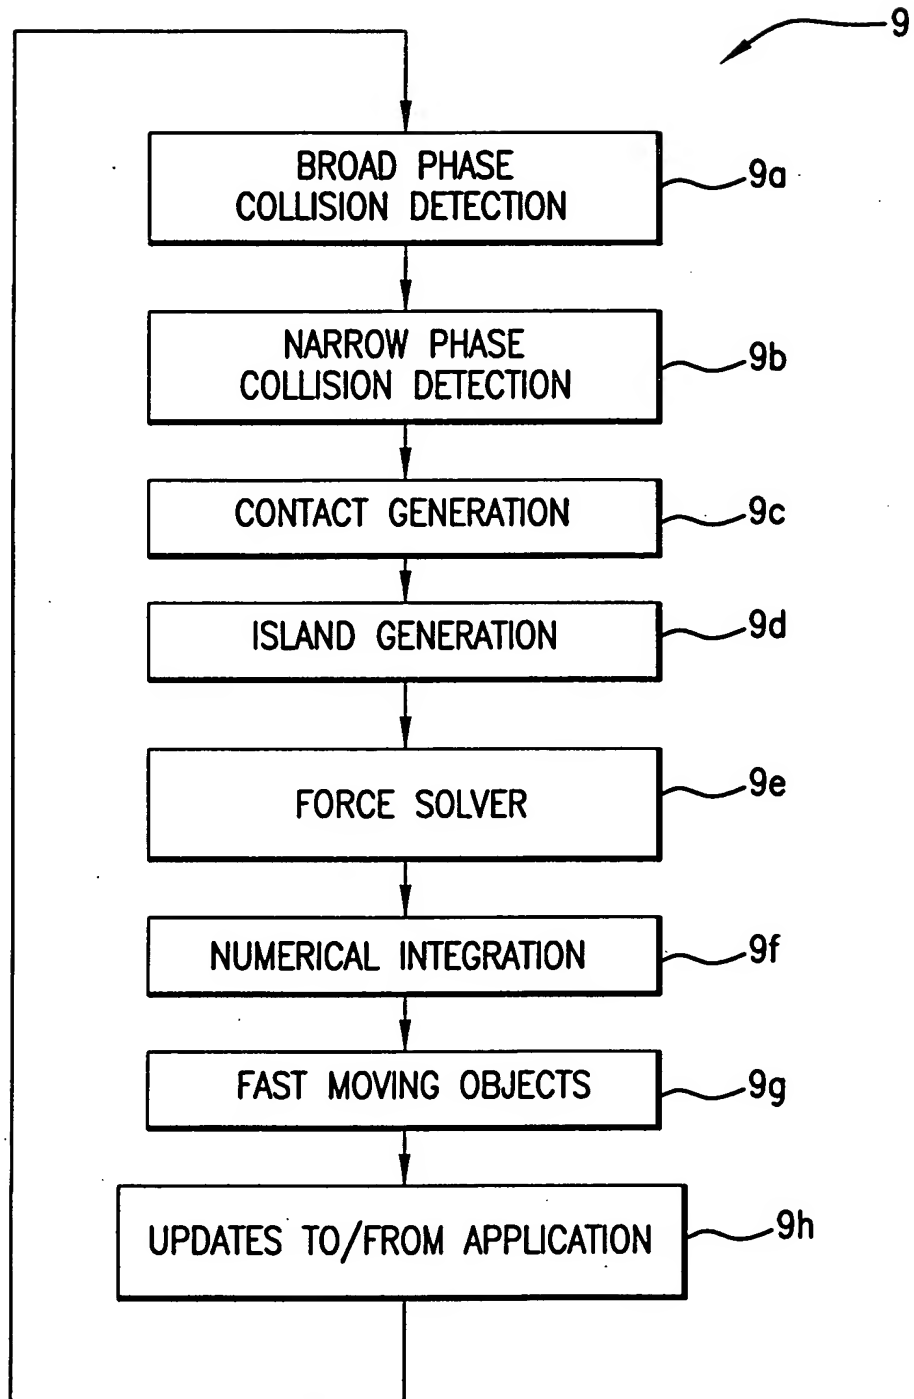 9
BROAD PHASE
COLLISION DETECTION
9a
NARROW PHASE
COLLISION DETECTION
9b
CONTACT GENERATION
9c
ISLAND GENERATION
9d
FORCE SOLVER
9e
NUMERICAL INTEGRATION
9f
FAST MOVING OBJECTS
9g
UPDATES TO/FROM APPLICATION
9h